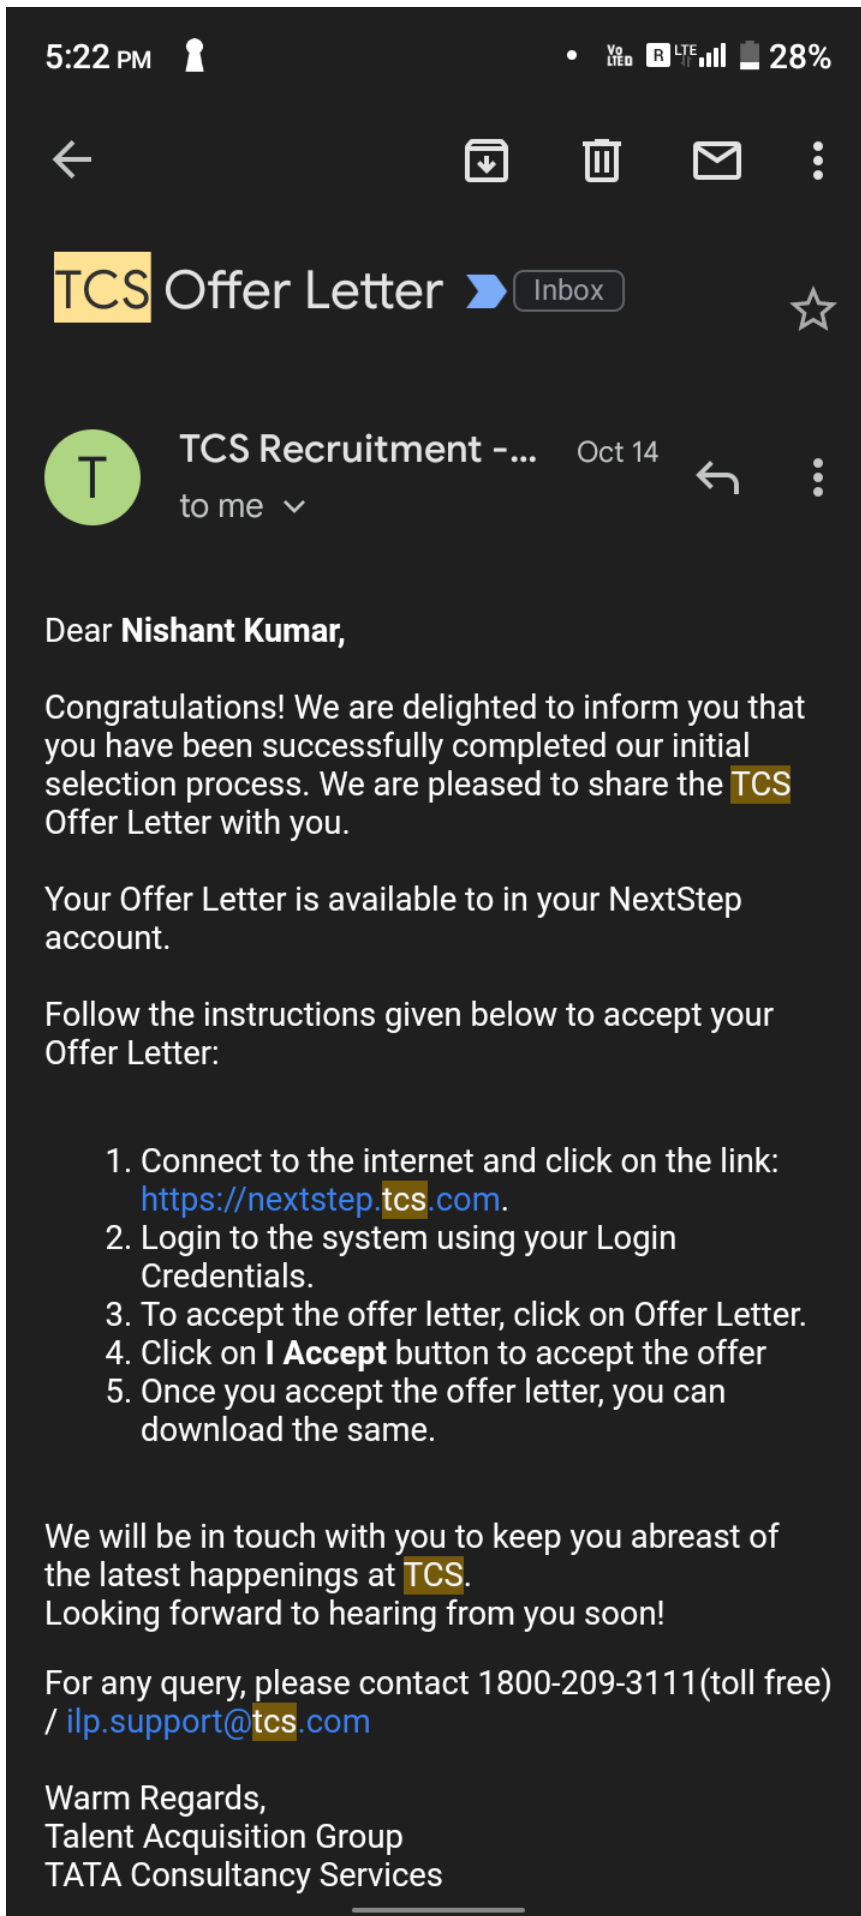 5:22 PM
Vo LTED R LTE 28%
TCS Offer Letter Inbox
TCS Recruitment -... Oct 14
T
to me
Dear Nishant Kumar,
Congratulations! We are delighted to inform you that
you have been successfully completed our initial
selection process. We are pleased to share the TCS
Offer Letter with you.
Your Offer Letter is available to in your NextStep
account.
Follow the instructions given below to accept your
Offer Letter:
1. Connect to the internet and click on the link:
https://nextstep.tcs.com.
2. Login to the system using your Login
Credentials.
3. To accept the offer letter, click on Offer Letter.
4. Click on I Accept button to accept the offer
5. Once you accept the offer letter, you can
download the same.
We will be in touch with you to keep you abreast of
the latest happenings at TCS.
Looking forward to hearing from you soon!
For any query, please contact 1800-209-3111(toll free)
/ ilp.support@tcs.com
Warm Regards,
Talent Acquisition Group
TATA Consultancy Services